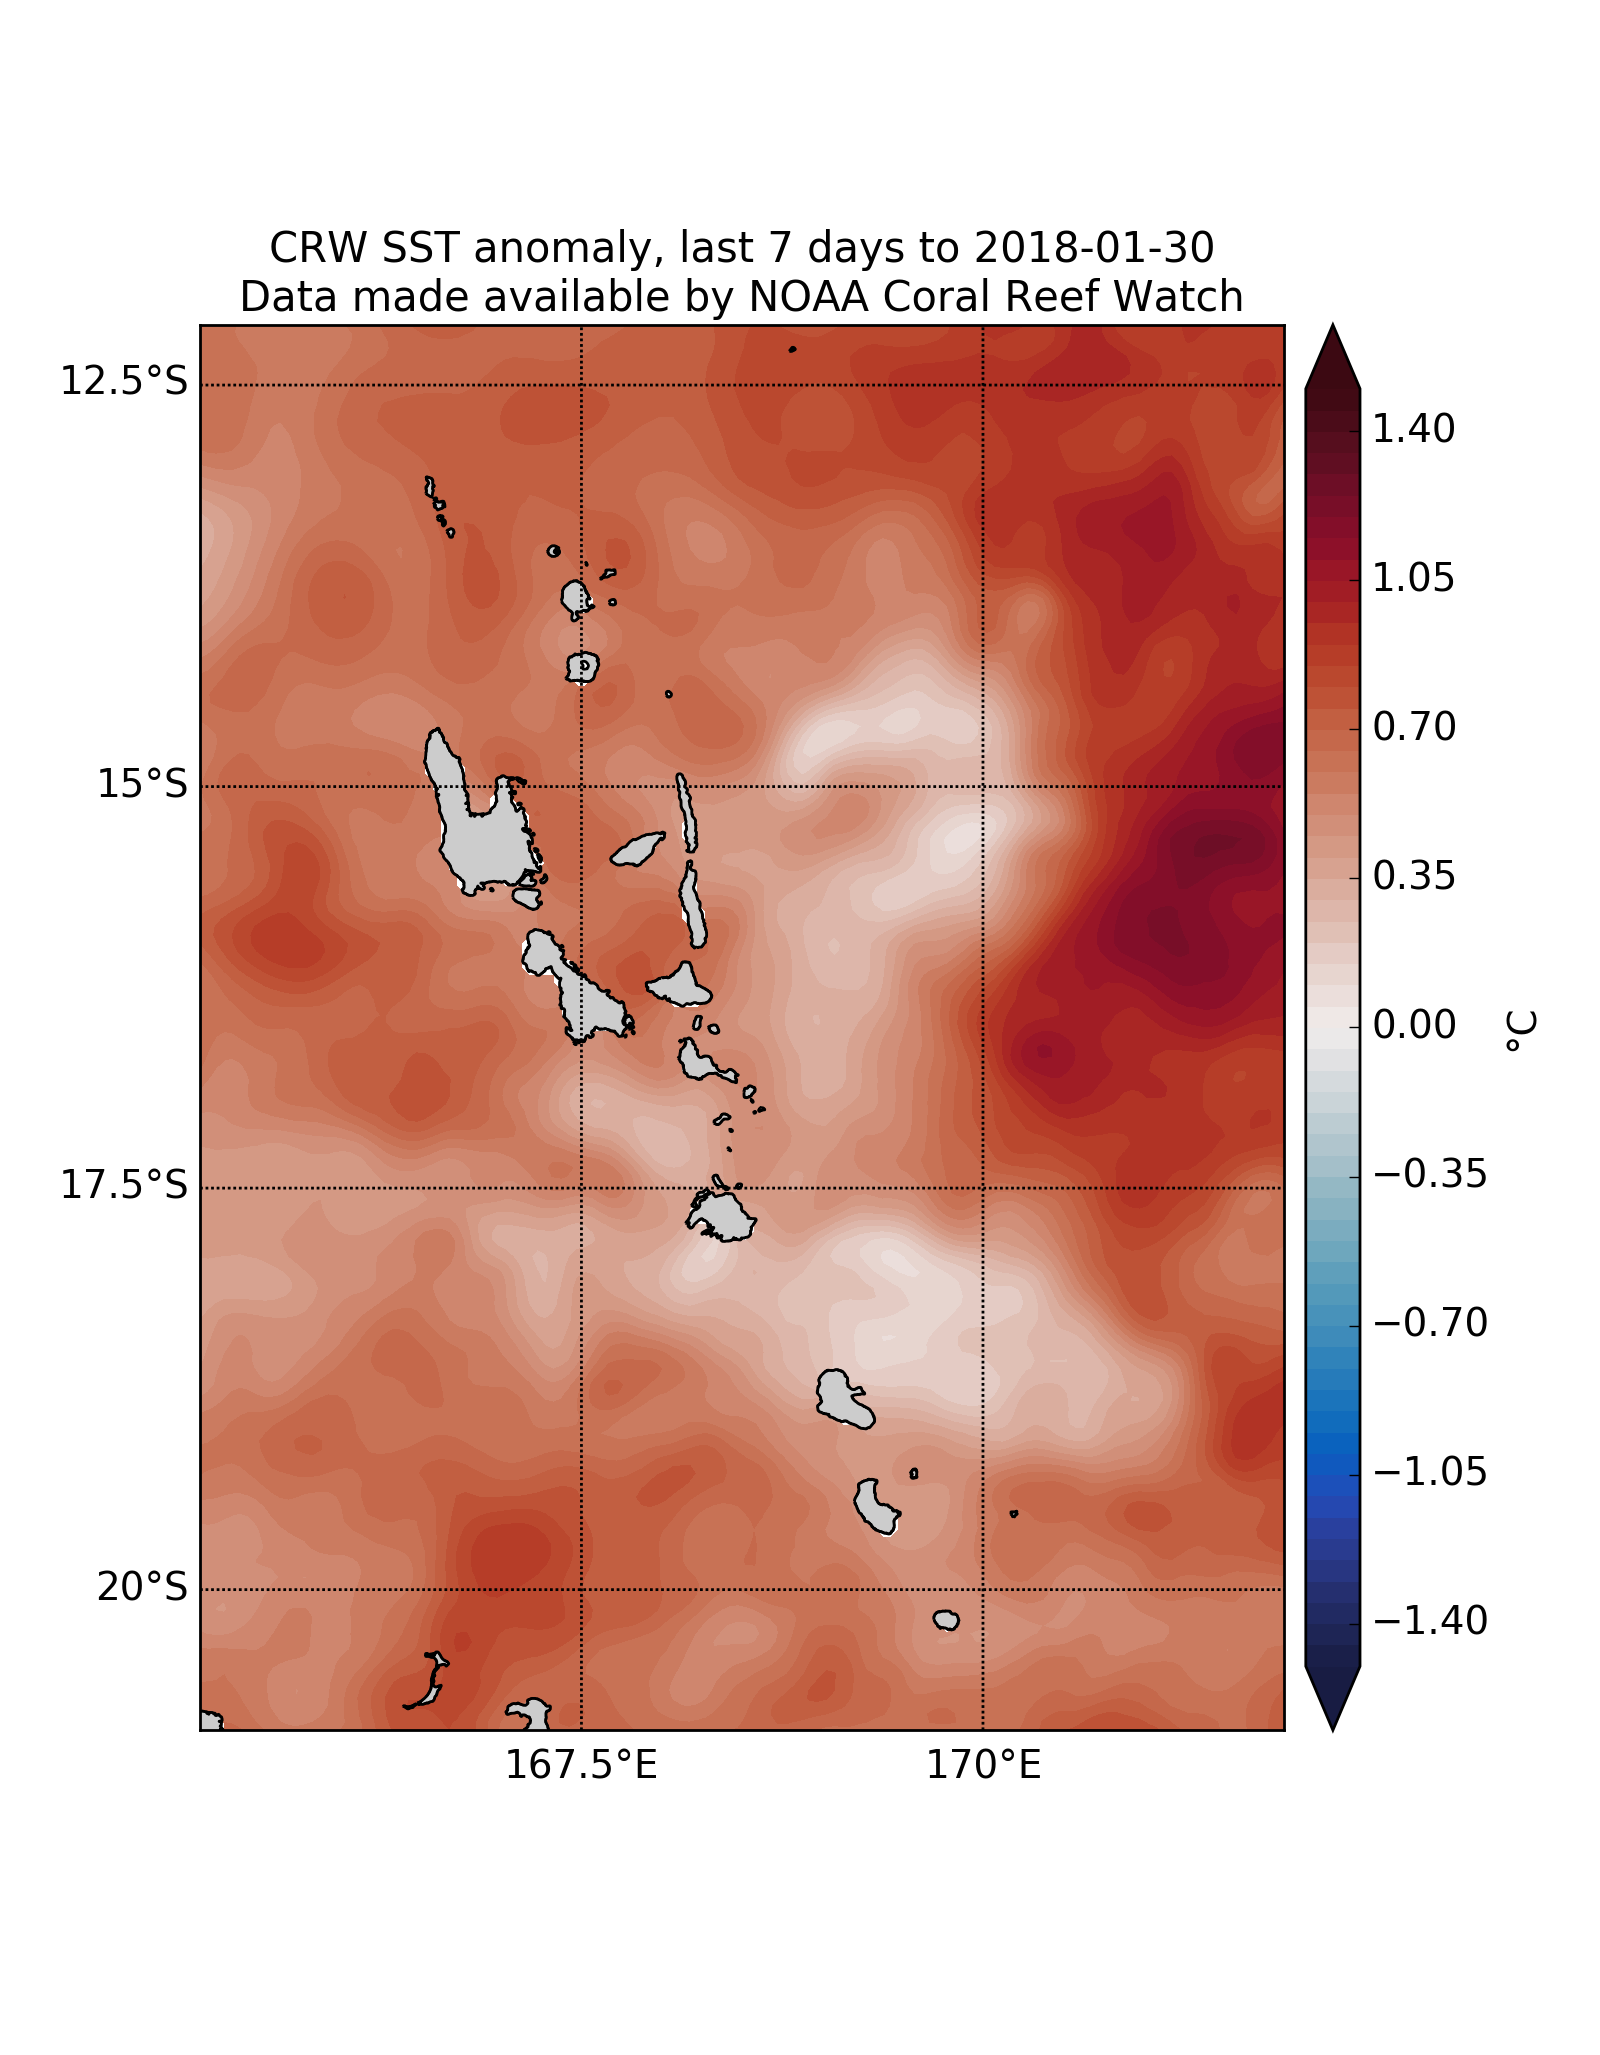 CRW SST anomaly, last 7 days to 2018-01-30
Data made available by NOAA Coral Reef Watch
12.5°S
15°S
17.5°S
20°S
167.5°E
170°E
1.40
1.05
0.70
0.35
0.00
−0.35
−0.70
−1.05
−1.40
°C